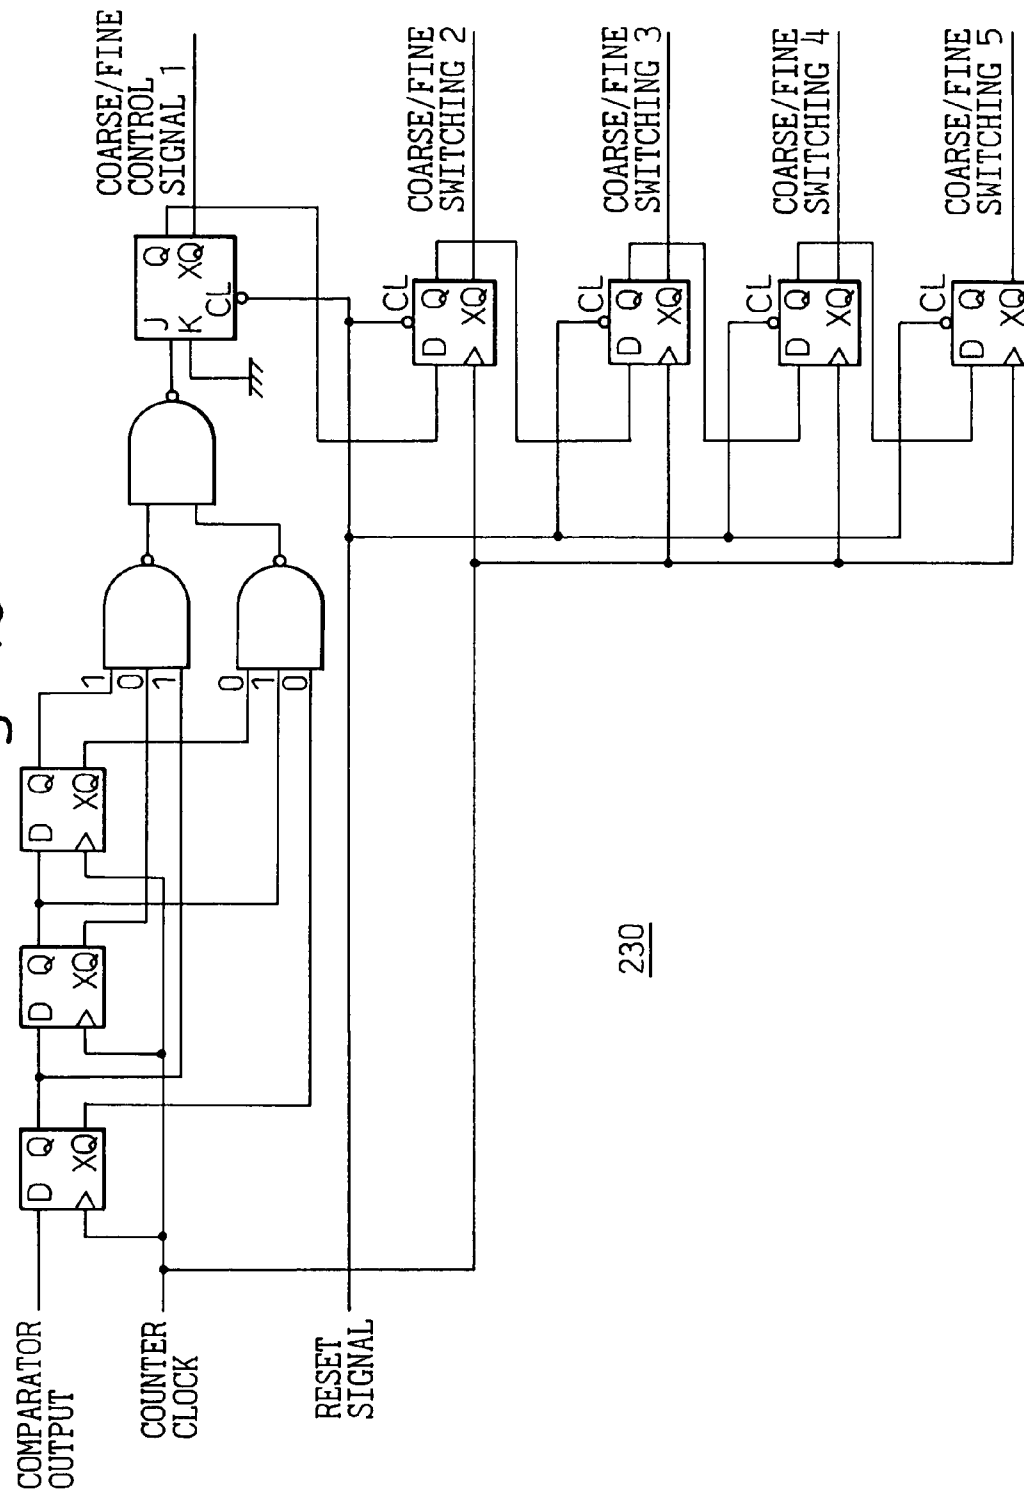 COMPARATOR
OUTPUT
COUNTER
CLOCK
RESET
SIGNAL
D Q
XQ
D Q
XQ
D Q
XQ
1
0
1
0
1
0
J Q
K XQ
CL
COARSE/FINE
CONTROL
SIGNAL 1
CL
D Q
XQ
COARSE/FINE
SWITCHING 2
CL
D Q
XQ
COARSE/FINE
SWITCHING 3
CL
D Q
XQ
COARSE/FINE
SWITCHING 4
CL
D Q
XQ
COARSE/FINE
SWITCHING 5
230